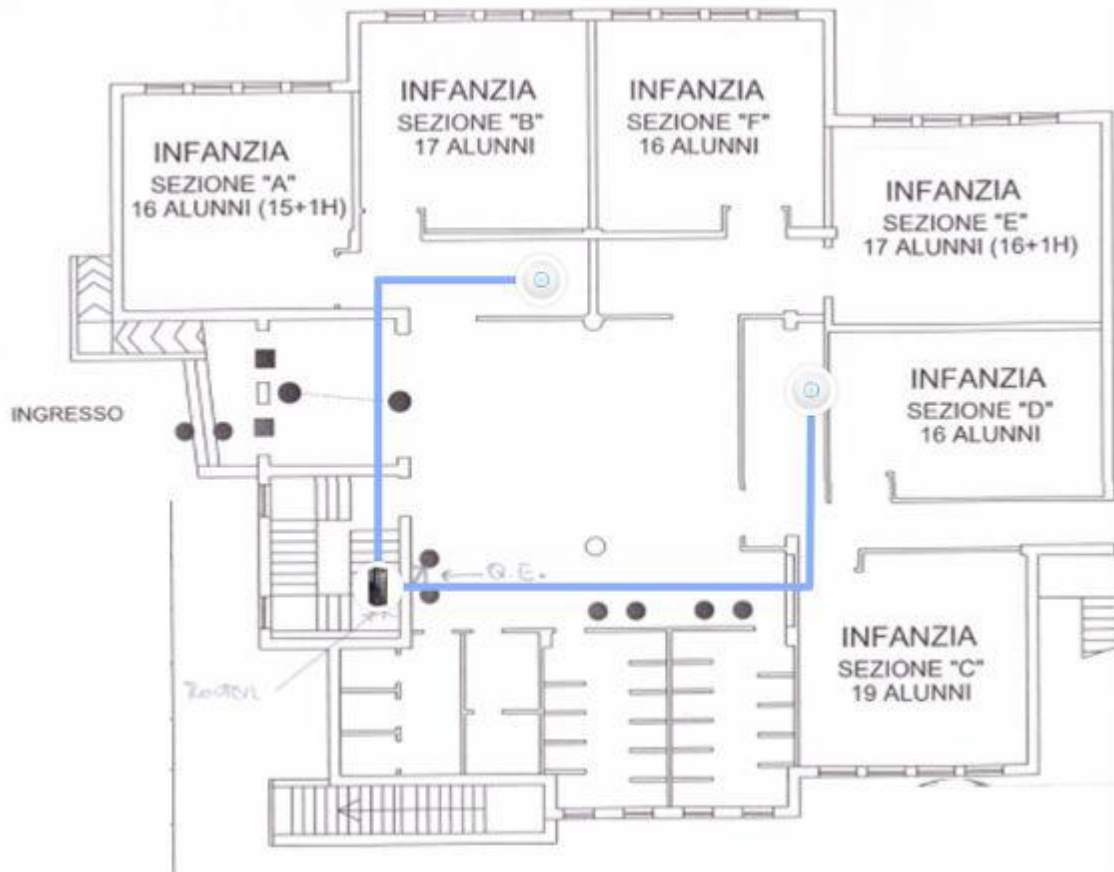 INFANZIA
SEZIONE "A"
16 ALUNNI (15+1H)
INFANZIA
SEZIONE "B"
17 ALUNNI
INFANZIA
SEZIONE "F"
16 ALUNNI
INFANZIA
SEZIONE "E"
17 ALUNNI (16+1H)
INFANZIA
SEZIONE "D"
16 ALUNNI
INGRESSO
Q.E.
INFANZIA
SEZIONE "C"
19 ALUNNI